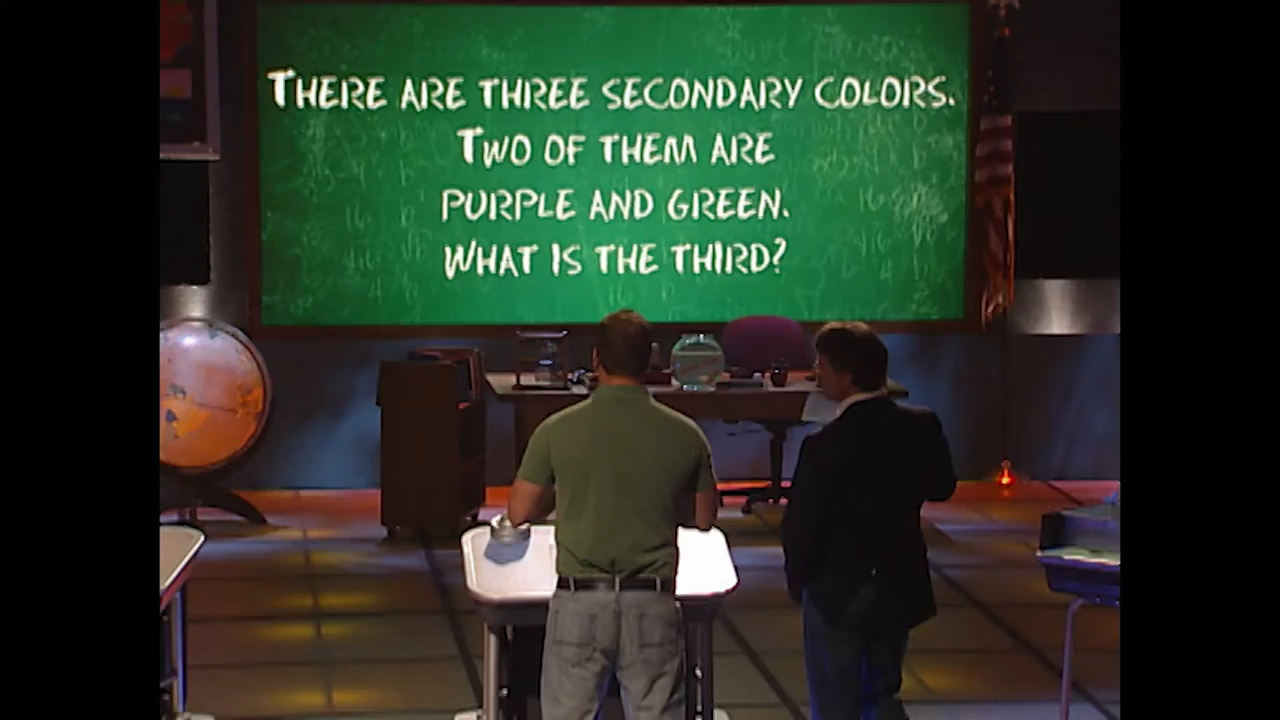 THERE ARE THREE SECONDARY COLORS.
TWO OF THEM ARE
PURPLE AND GREEN.
WHAT IS THE THIRD?